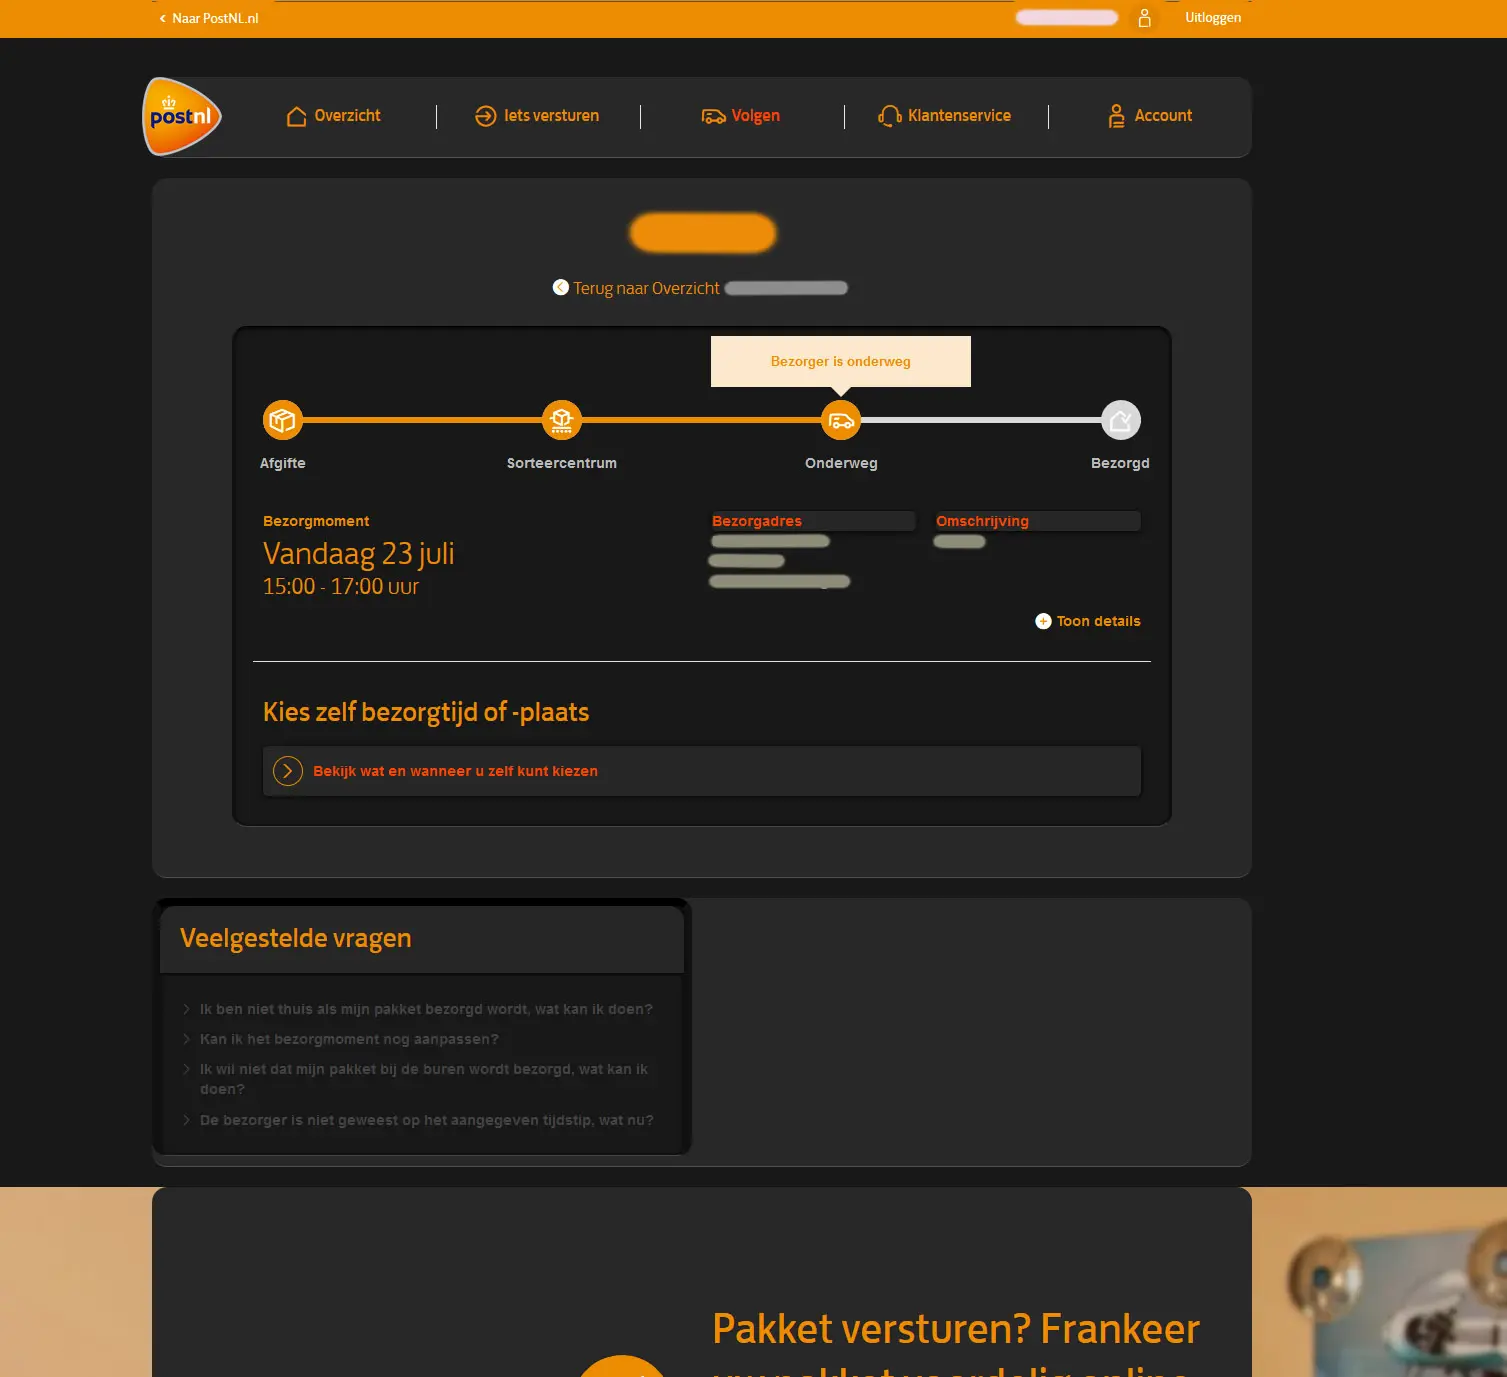 Naar PostNL.nl
Uitloggen
postnl
Overzicht
Iets versturen
Volgen
Klantenservice
Account
Terug naar Overzicht
Bezorger is onderweg
Afgifte
Sorteercentrum
Onderweg
Bezorgd
Bezorgmoment
Vandaag 23 juli
15:00 - 17:00 uur
Bezorgadres
Omschrijving
Toon details
Kies zelf bezorgtijd of -plaats
Bekijk wat en wanneer u zelf kunt kiezen
Veelgestelde vragen
Ik ben niet thuis als mijn pakket bezorgd wordt, wat kan ik doen?
Kan ik het bezorgmoment nog aanpassen?
Ik wil niet dat mijn pakket bij de buren wordt bezorgd, wat kan ik
doen?
De bezorger is niet geweest op het aangegeven tijdstip, wat nu?
Pakket versturen? Frankeer
uw pakket voordelig online